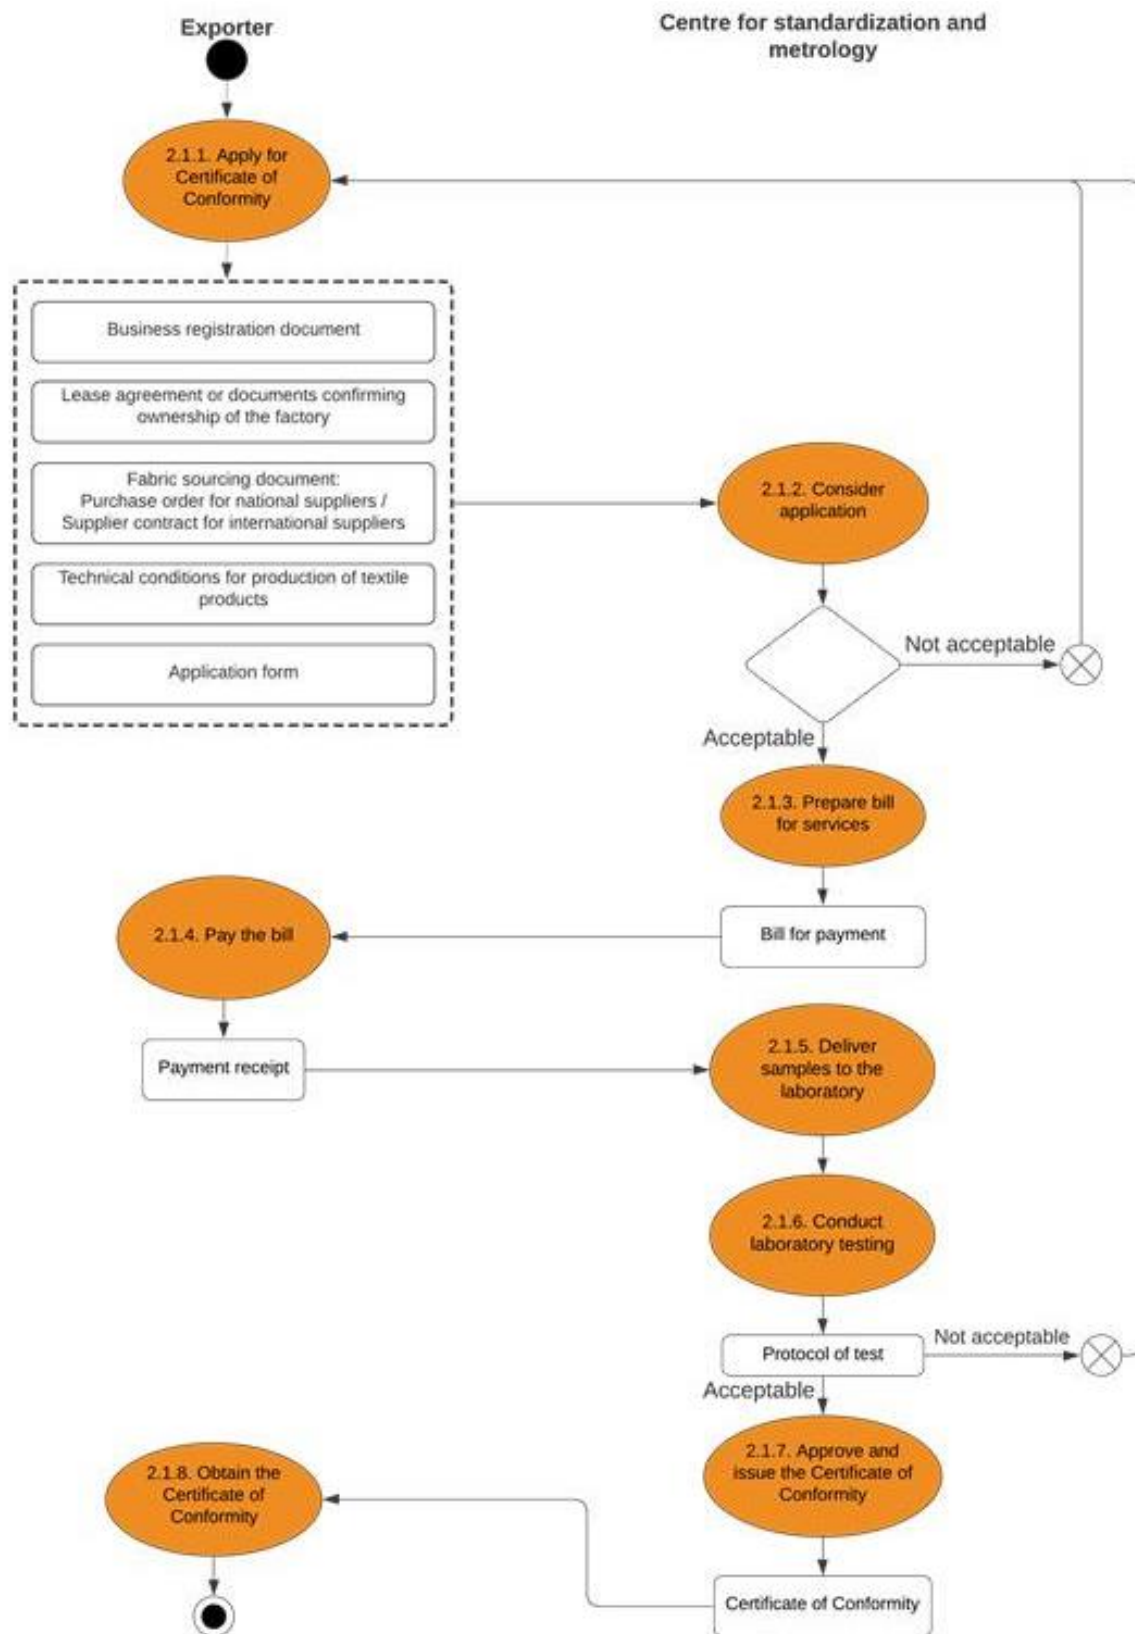 Exporter
Centre for standardization and
metrology
2.1.1. Apply for
Certificate of
Conformity
Business registration document
Lease agreement or documents confirming
ownership of the factory
Fabric sourcing document:
Purchase order for national suppliers /
Supplier contract for international suppliers
Technical conditions for production of textile
products
Application form
2.1.2. Consider
application
Not acceptable
Acceptable
2.1.3. Prepare bill
for services
Bill for payment
2.1.4. Pay the bill
Payment receipt
2.1.5. Deliver
samples to the
laboratory
2.1.6. Conduct
laboratory testing
Protocol of test
Not acceptable
Acceptable
2.1.7. Approve and
issue the Certificate of
Conformity
2.1.8. Obtain the
Certificate of
Conformity
Certificate of Conformity